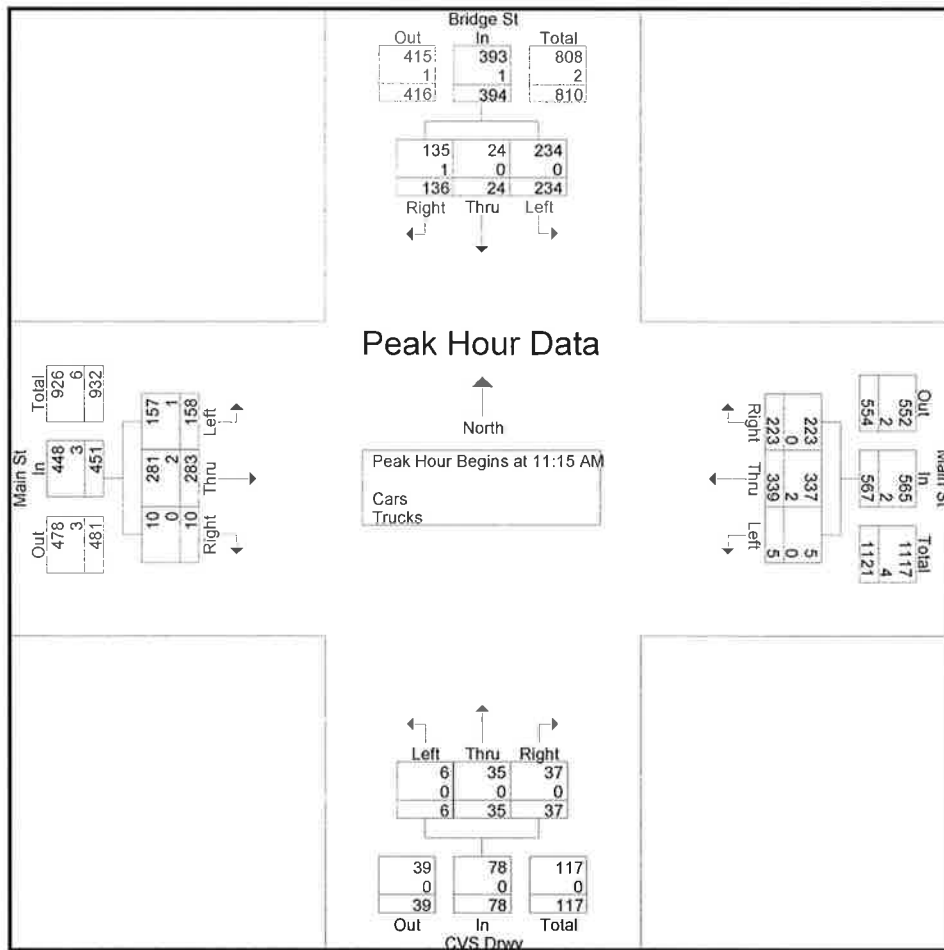 Bridge St
Out In Total
415 393 808
1 1 2
416 394 810
135 24 234
1 0 0
136 24 234
Right Thru Left
Peak Hour Data
North
Peak Hour Begins at 11:15 AM
Cars
Trucks
Main St
Total In Out
926 448 478
6 3 3
932 451 481
157 281 10
1 2 0
158 283 10
Left Thru Right
Right Thru Left
223 337 5
0 2 0
223 339 5
Main St
Out In Total
552 565 1117
2 2 4
554 567 1121
Left Thru Right
6 35 37
0 0 0
6 35 37
39 78 117
0 0 0
39 78 117
Out In Total
CVS Drwy